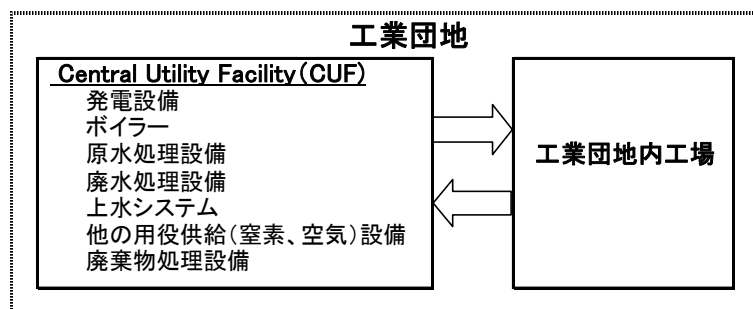 工業団地
Central Utility Facility(CUF)
発電設備
ボイラー
原水処理設備
廃水処理設備
上水システム
他の用役供給(窒素、空気)設備
廃棄物処理設備
工業団地内工場